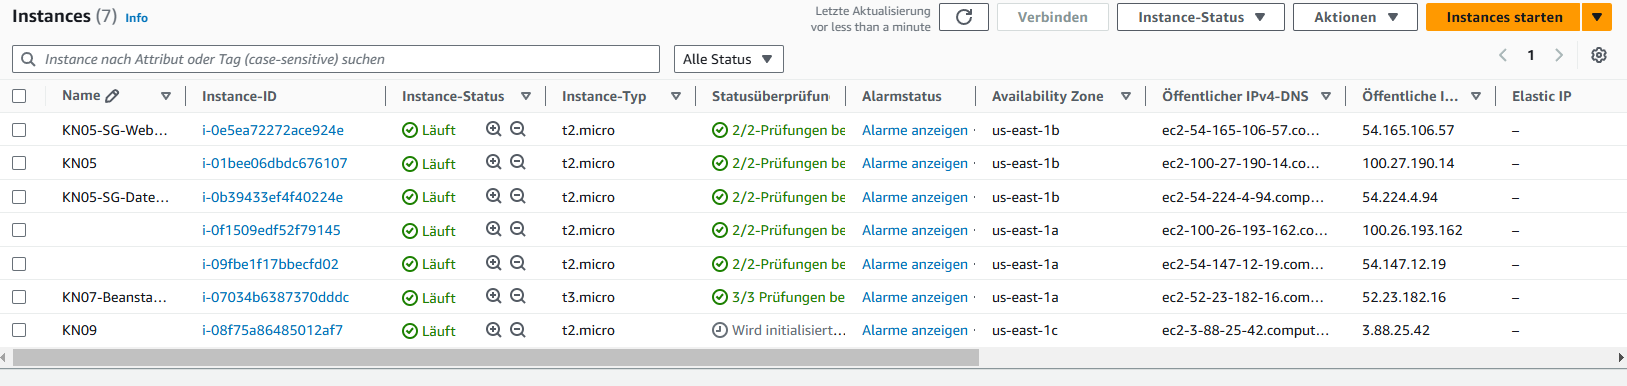 Instances (7) Info
Letzte Aktualisierung
vor less than a minute
Verbinden
Instance-Status
Aktionen
Instances starten
Instance nach Attribut oder Tag (case-sensitive) suchen
Alle Status
1
Name Instance-ID Instance-Status Instance-Typ Statusüberprüfun Alarmstatus Availability Zone Öffentlicher IPv4-DNS Öffentliche I... Elastic IP
KN05-SG-Web... i-0e5ea72272ace924e Läuft t2.micro 2/2-Prüfungen be Alarme anzeigen us-east-1b ec2-54-165-106-57.co... 54.165.106.57 –
KN05 i-01bee06dbdc676107 Läuft t2.micro 2/2-Prüfungen be Alarme anzeigen us-east-1b ec2-100-27-190-14.co... 100.27.190.14 –
KN05-SG-Date... i-0b39433ef4f40224e Läuft t2.micro 2/2-Prüfungen be Alarme anzeigen us-east-1b ec2-54-224-4-94.comp... 54.224.4.94 –
i-0f1509edf52f79145 Läuft t2.micro 2/2-Prüfungen be Alarme anzeigen us-east-1a ec2-100-26-193-162.co... 100.26.193.162 –
i-09fbe1f17bbecfd02 Läuft t2.micro 2/2-Prüfungen be Alarme anzeigen us-east-1a ec2-54-147-12-19.com... 54.147.12.19 –
KN07-Beansta... i-07034b6387370dddc Läuft t3.micro 3/3 Prüfungen be Alarme anzeigen us-east-1a ec2-52-23-182-16.com... 52.23.182.16 –
KN09 i-08f75a86485012af7 Läuft t2.micro Wird initialisiert... Alarme anzeigen us-east-1c ec2-3-88-25-42.comput... 3.88.25.42 –